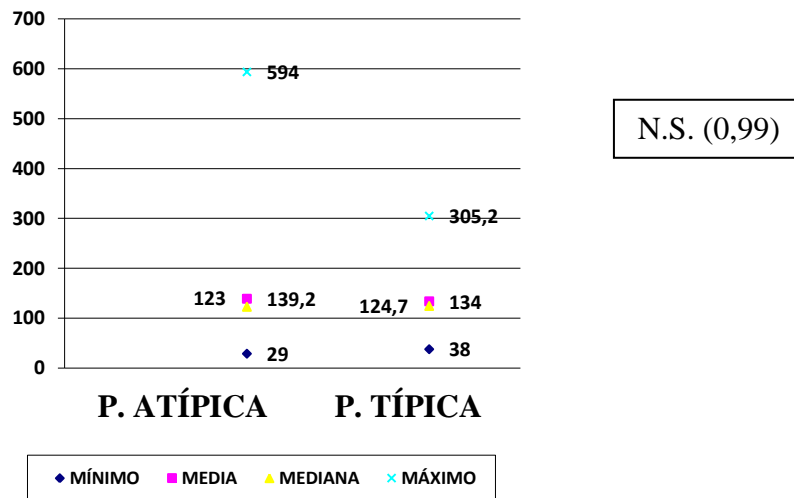 700
600
594
500
N.S. (0,99)
400
300
305,2
200
123
139,2
124,7
134
100
29
38
0
P. ATÍPICA
P. TÍPICA
MÍNIMO
MEDIA
MEDIANA
MÁXIMO